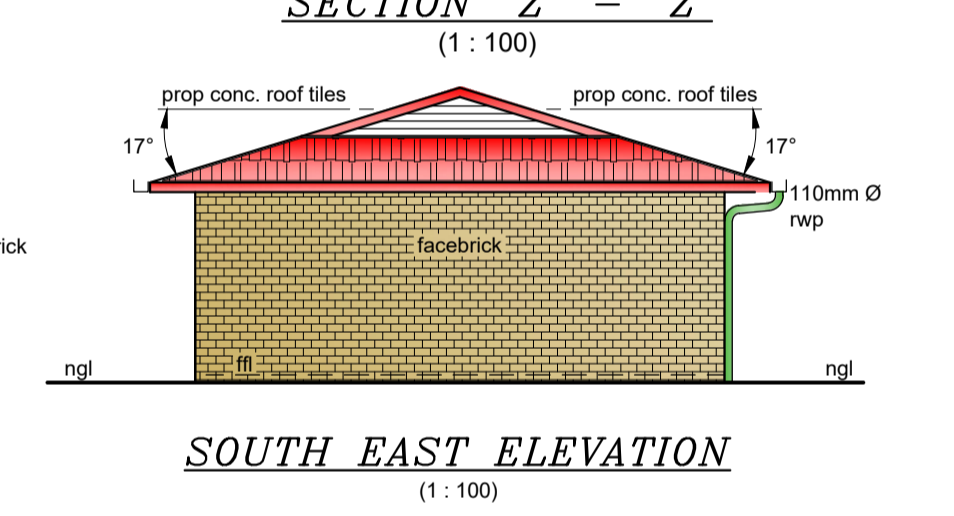 SECTION Z - Z
(1 : 100)
prop conc. roof tiles prop conc. roof tiles
17° 17°
110mm Ø
rwp
facebrick
ffl
ngl ngl
SOUTH EAST ELEVATION
(1 : 100)